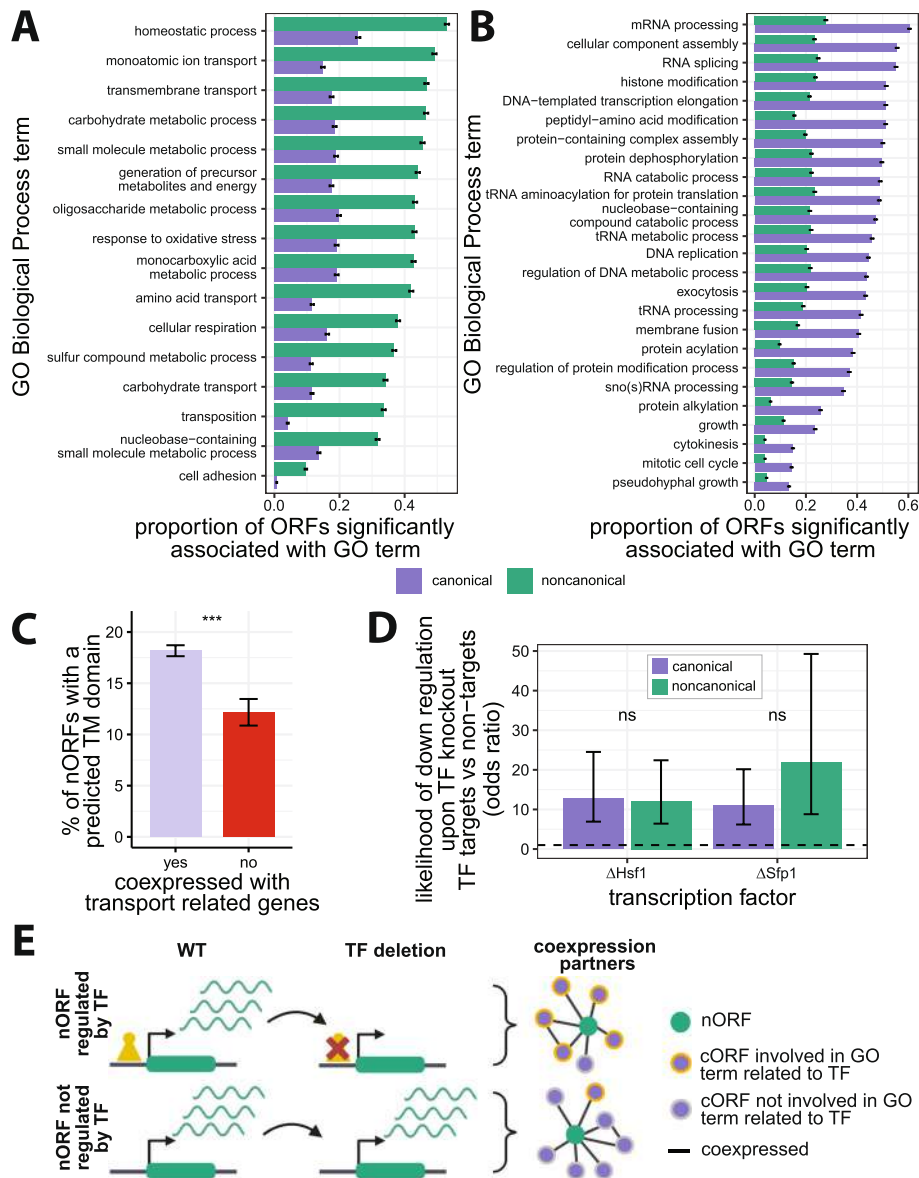 A
GO Biological Process term
homeostatic process
monoatomic ion transport
transmembrane transport
carbohydrate metabolic process
small molecule metabolic process
generation of precursor
metabolites and energy
oligosaccharide metabolic process
response to oxidative stress
monocarboxylic acid
metabolic process
amino acid transport
cellular respiration
sulfur compound metabolic process
carbohydrate transport
transposition
nucleobase-containing
small molecule metabolic process
cell adhesion
0.0 0.2 0.4
proportion of ORFs significantly
associated with GO term
B
GO Biological Process term
mRNA processing
cellular component assembly
RNA splicing
histone modification
DNA-templated transcription elongation
peptidyl-amino acid modification
protein-containing complex assembly
protein dephosphorylation
RNA catabolic process
tRNA aminoacylation for protein translation
nucleobase-containing
compound catabolic process
tRNA metabolic process
DNA replication
regulation of DNA metabolic process
exocytosis
tRNA processing
membrane fusion
protein acylation
regulation of protein modification process
sno(s)RNA processing
protein alkylation
growth
cytokinesis
mitotic cell cycle
pseudohyphal growth
0.0 0.2 0.4 0.6
proportion of ORFs significantly
associated with GO term
canonical noncanonical
C
% of nORFs with a
predicted TM domain
20
15
10
5
0
***
yes no
coexpressed with
transport related genes
D
likelihood of down regulation
upon TF knockout
TF targets vs non-targets
(odds ratio)
50
40
30
20
10
0
canonical
noncanonical
ns ns
ΔHsf1 ΔSfp1
transcription factor
E
WT TF deletion coexpression
partners
nORF
regulated
by TF
nORF not
regulated
by TF
nORF
cORF involved in GO
term related to TF
cORF not involved in GO
term related to TF
coexpressed